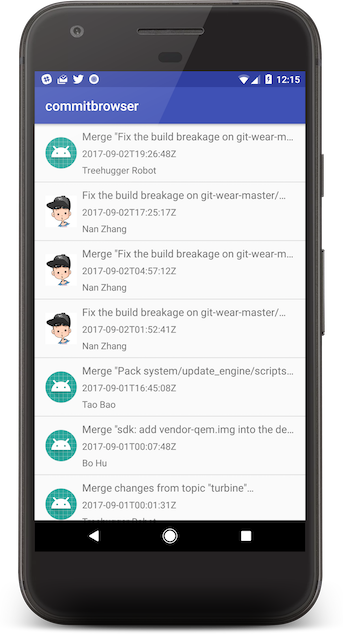 12:15
commitbrowser
Merge "Fix the build breakage on git-wear-m…
2017-09-02T19:26:48Z
Treehugger Robot
Fix the build breakage on git-wear-master/…
2017-09-02T17:25:17Z
Nan Zhang
Merge "Fix the build breakage on git-wear-m…
2017-09-02T04:57:12Z
Nan Zhang
Fix the build breakage on git-wear-master/…
2017-09-02T01:52:41Z
Nan Zhang
Merge "Pack system/update_engine/scripts…
2017-09-01T16:45:08Z
Tao Bao
Merge "sdk: add vendor-qem.img into the de…
2017-09-01T00:07:48Z
Bo Hu
Merge changes from topic "turbine"…
2017-09-01T00:01:31Z
Treehugger Robot